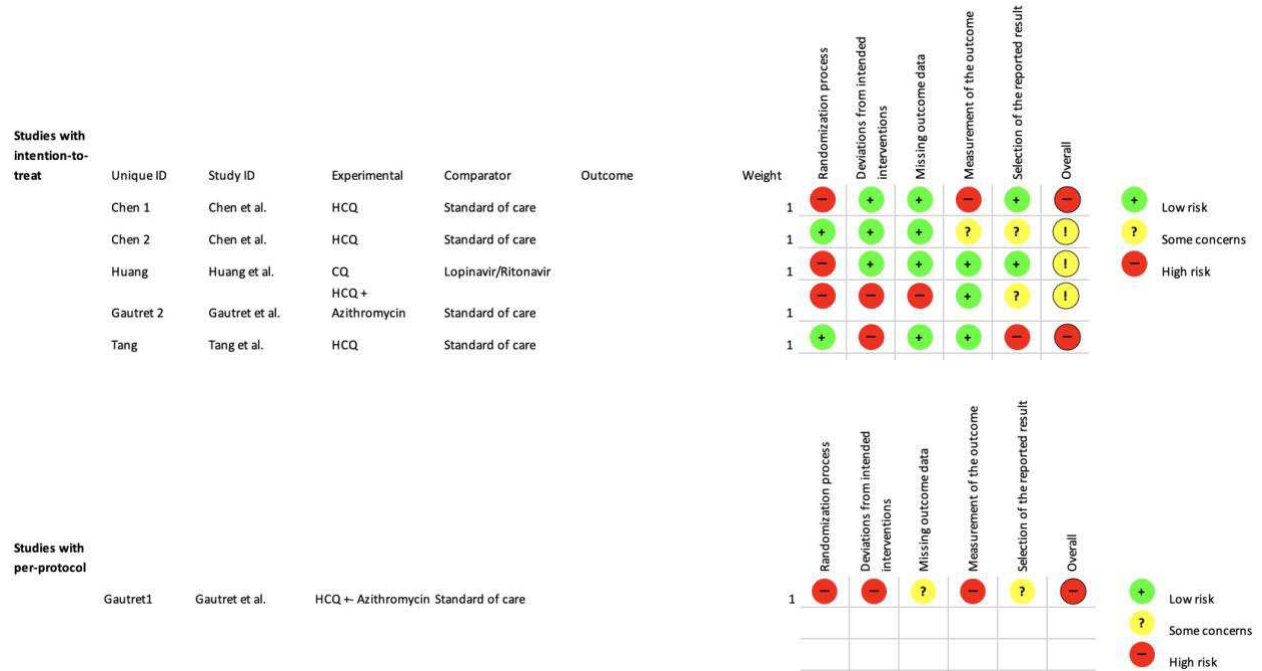 Randomization process
Deviations from intended
interventions
Missing outcome data
Measurement of the outcome
Selection of the reported result
Overall
Studies with
intention-to-
treat Unique ID Study ID Experimental Comparator Outcome Weight
Chen 1 Chen et al. HCQ Standard of care 1 − + + − + − + Low risk
Chen 2 Chen et al. HCQ Standard of care 1 + + + ? ? ! ? Some concerns
Huang Huang et al. CQ Lopinavir/Ritonavir 1 − + + + + ! − High risk
HCQ +
Gautret 2 Gautret et al. Azithromycin Standard of care 1 − − − + ? !
Tang Tang et al. HCQ Standard of care 1 + − + + − −
Randomization process
Deviations from intended
interventions
Missing outcome data
Measurement of the outcome
Selection of the reported result
Overall
Studies with
per-protocol
Gautret1 Gautret et al. HCQ +- Azithromycin Standard of care 1 − − ? − ? − + Low risk
? Some concerns
− High risk